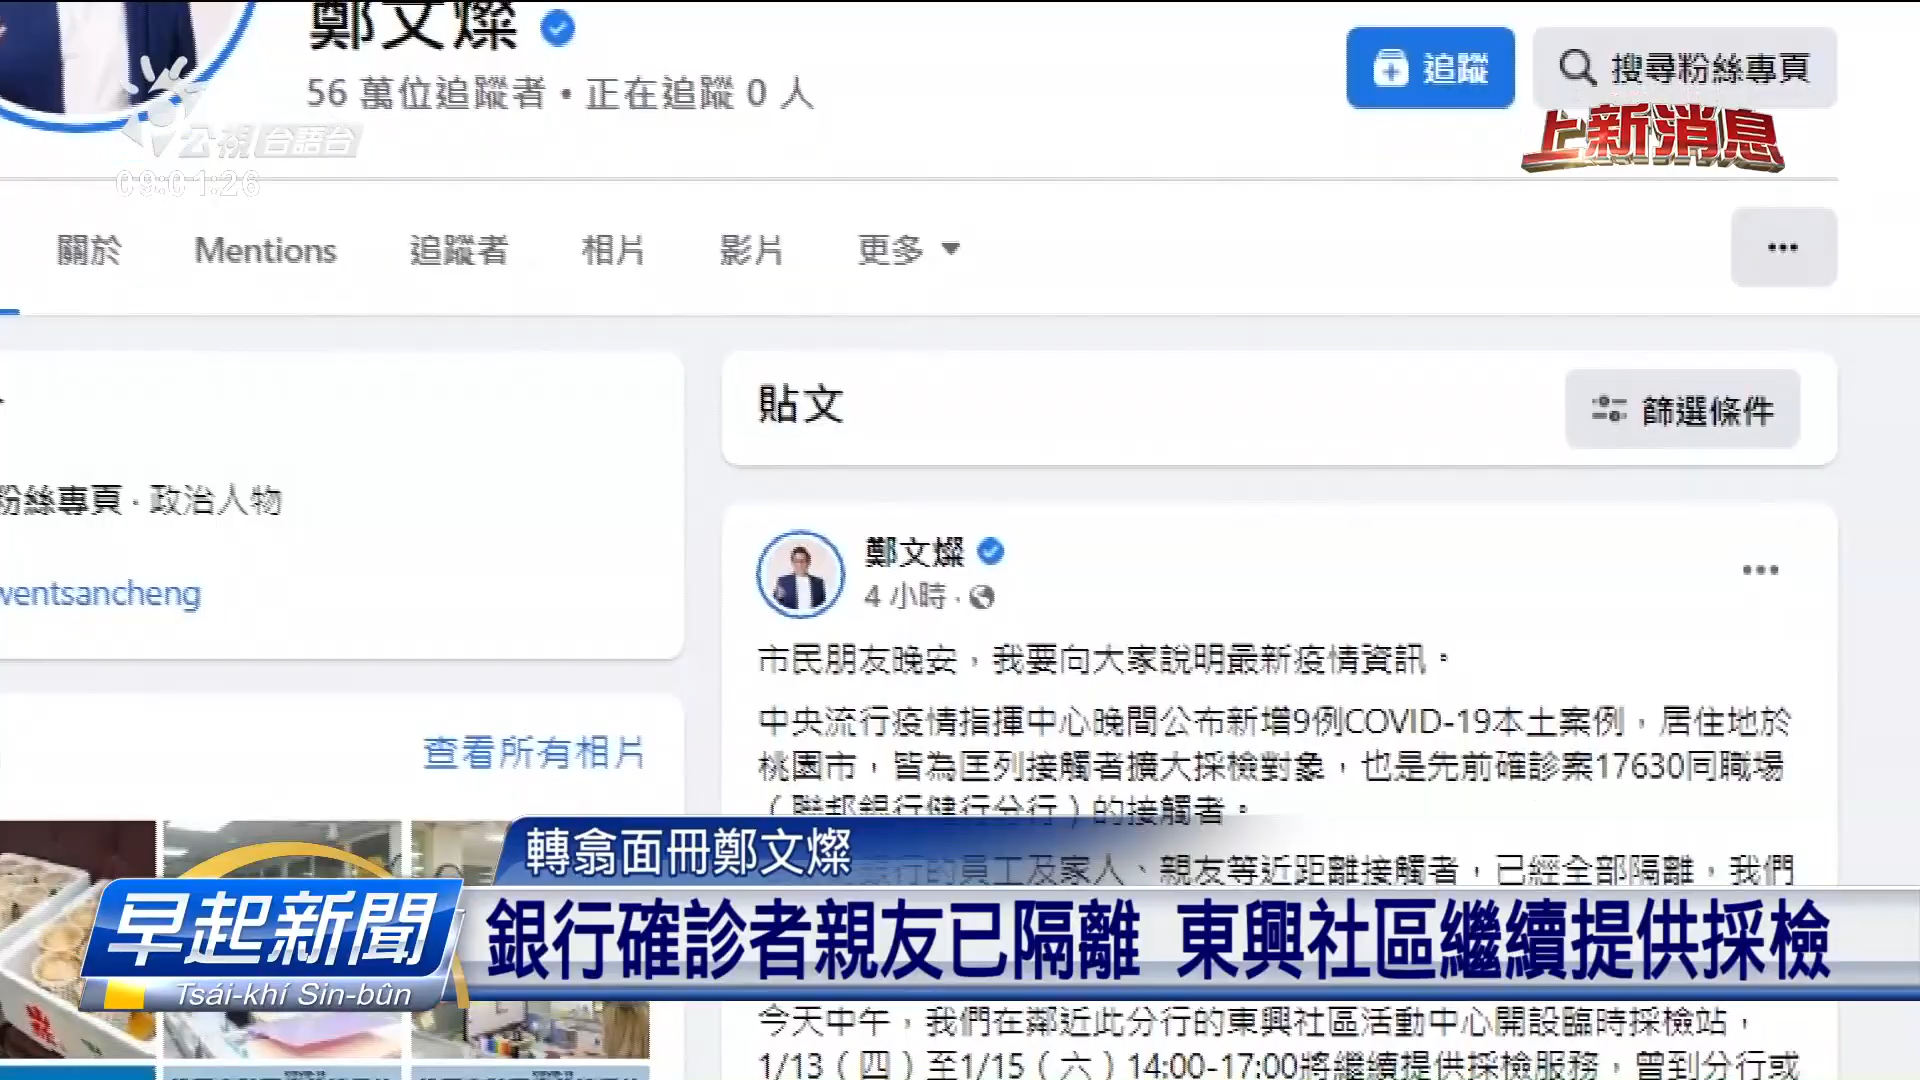 鄭文燦
56 萬位追蹤者 • 正在追蹤 0 人
追蹤
搜尋粉絲專頁
公視台語台
上新消息
09:01:26
關於 Mentions 追蹤者 相片 影片 更多
貼文
篩選條件
粉絲專頁 · 政治人物
wentsancheng
查看所有相片
鄭文燦
4 小時 ·
市民朋友晚安，我要向大家說明最新疫情資訊。
中央流行疫情指揮中心晚間公布新增9例COVID-19本土案例，居住地於
桃園市，皆為匡列接觸者擴大採檢對象，也是先前確診案17630同職場
（聯邦銀行健行分行）的接觸者。
銀行的員工及家人、親友等近距離接觸者，已經全部隔離，我們
轉翕面冊鄭文燦
早起新聞
Tsái-khí Sin-bûn
銀行確診者親友已隔離 東興社區繼續提供採檢
今天中午，我們在鄰近此分行的東興社區活動中心開設臨時採檢站，
1/13（四）至1/15（六）14:00-17:00將繼續提供採檢服務，曾到分行或